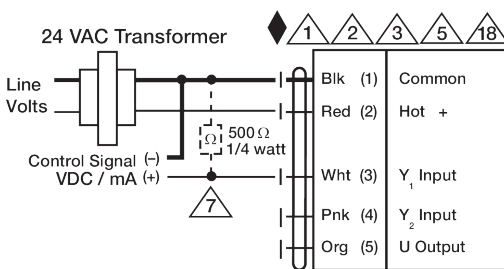 1 2 3 5 18
24 VAC Transformer
Line
Volts
Blk (1) Common
Red (2) Hot +
Ω 500 Ω
1/4 watt
Control Signal (–)
VDC / mA (+)
Wht (3) Y1 Input
7
Pnk (4) Y2 Input
Org (5) U Output